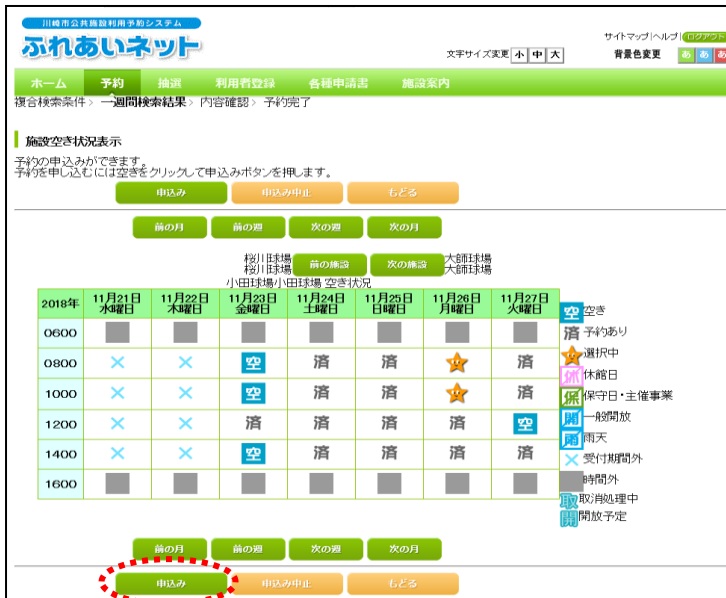 川崎市公共施設利用予約システム
ふれあいネット
サイトマップ|ヘルプ|ログアウト
文字サイズ変更 小 中 大 背景色変更 あ あ あ
ホーム 予約 抽選 利用者登録 各種申請書 施設案内
複合検索条件> 一週間検索結果> 内容確認> 予約完了
施設空き状況表示
予約の申込みができます。
予約を申し込むには空きをクリックして申込みボタンを押します。
申込み 申込み中止 もどる
前の月 前の週 次の週 次の月
桜川球場 前の施設 次の施設 大師球場
桜川球場 大師球場
小田球場小田球場 空き状況
2018年 11月21日 水曜日 11月22日 木曜日 11月23日 金曜日 11月24日 土曜日 11月25日 日曜日 11月26日 月曜日 11月27日 火曜日
0600
0800 × × 空 済 済 済
1000 × × 空 済 済 済
1200 × × 済 済 済 済 空
1400 × × 空 済 済 済 済
1600
空 空き
済 予約あり
選択中
休 休館日
保 保守日・主催事業
開 一般開放
雨 雨天
× 受付期間外
時間外
取 取消処理中
開 開放予定
前の月 前の週 次の週 次の月
申込み 申込み中止 もどる